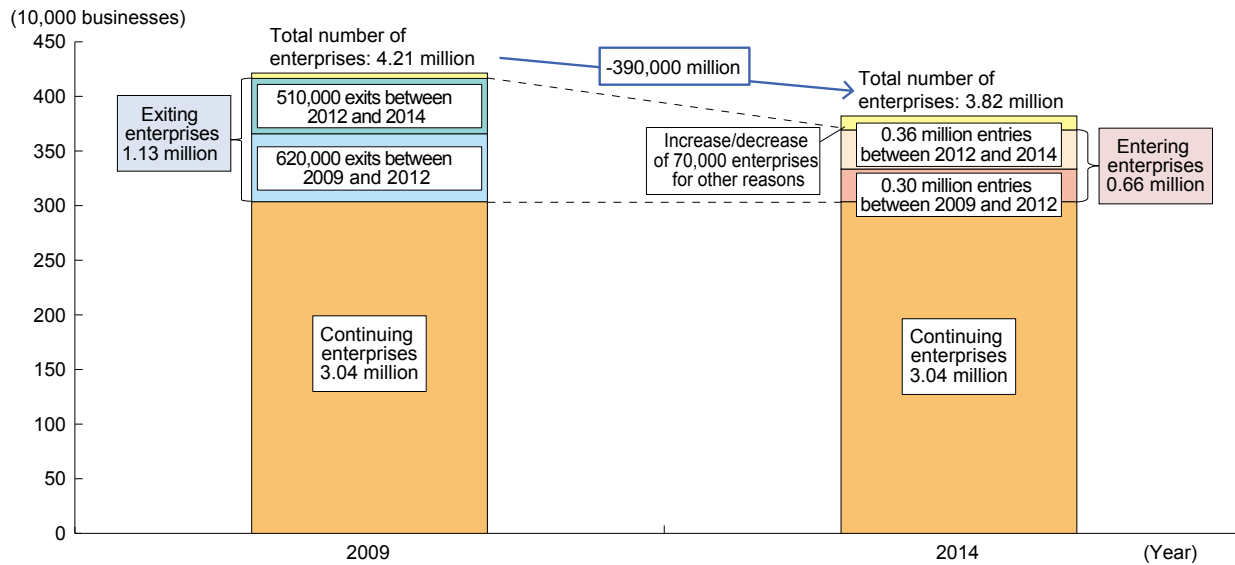 (10,000 businesses)
450
400
350
300
250
200
150
100
50
0
Total number of
enterprises: 4.21 million
-390,000 million
Total number of
enterprises: 3.82 million
Exiting
enterprises
1.13 million
510,000 exits between
2012 and 2014
620,000 exits between
2009 and 2012
Increase/decrease
of 70,000 enterprises
for other reasons
0.36 million entries
between 2012 and 2014
0.30 million entries
between 2009 and 2012
Entering
enterprises
0.66 million
Continuing
enterprises
3.04 million
Continuing
enterprises
3.04 million
2009
2014
(Year)